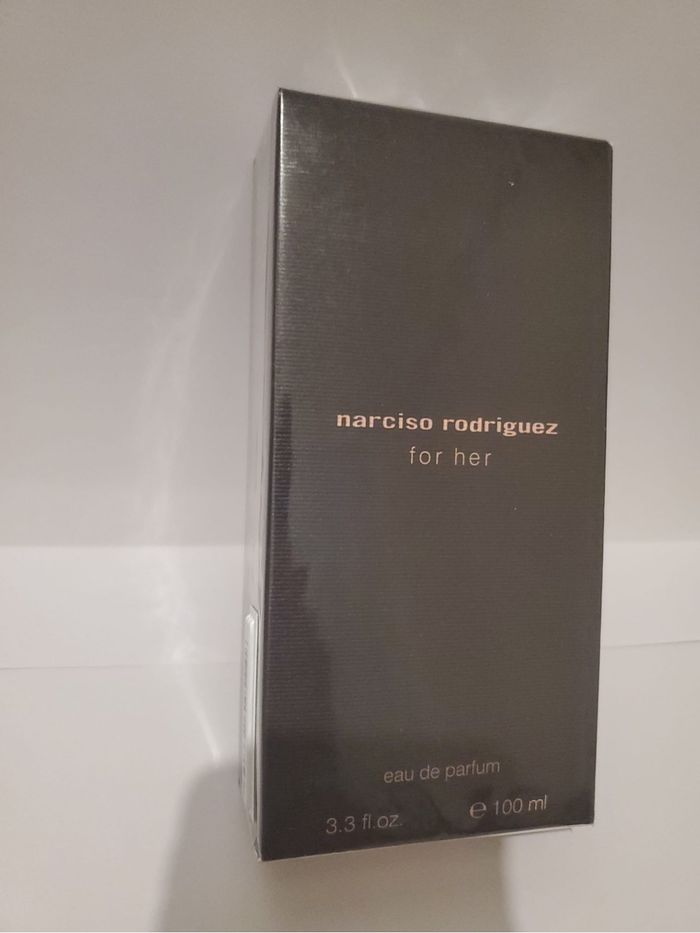 narciso rodriguez
for her
eau de parfum
3.3 fl.oz. ℮ 100 ml